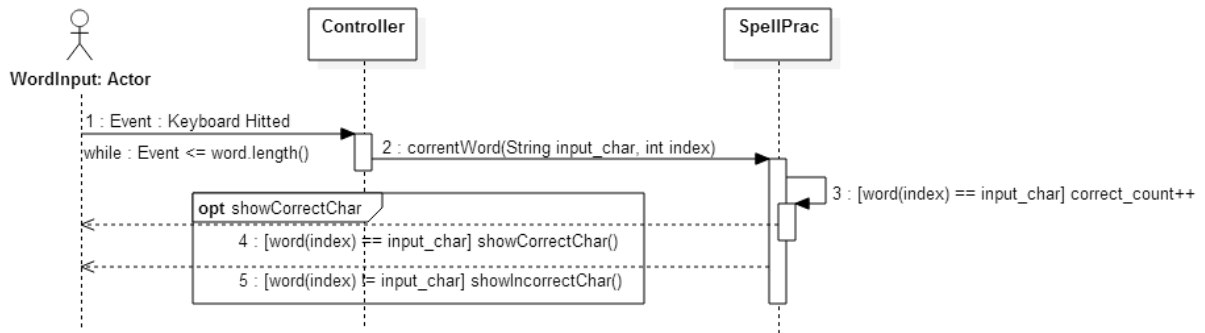 Controller
SpellPrac
WordInput: Actor
1 : Event : Keyboard Hitted
while : Event <= word.length()
2 : correntWord(String input_char, int index)
3 : [word(index) == input_char] correct_count++
opt showCorrectChar
4 : [word(index) == input_char] showCorrectChar()
5 : [word(index) != input_char] showIncorrectChar()